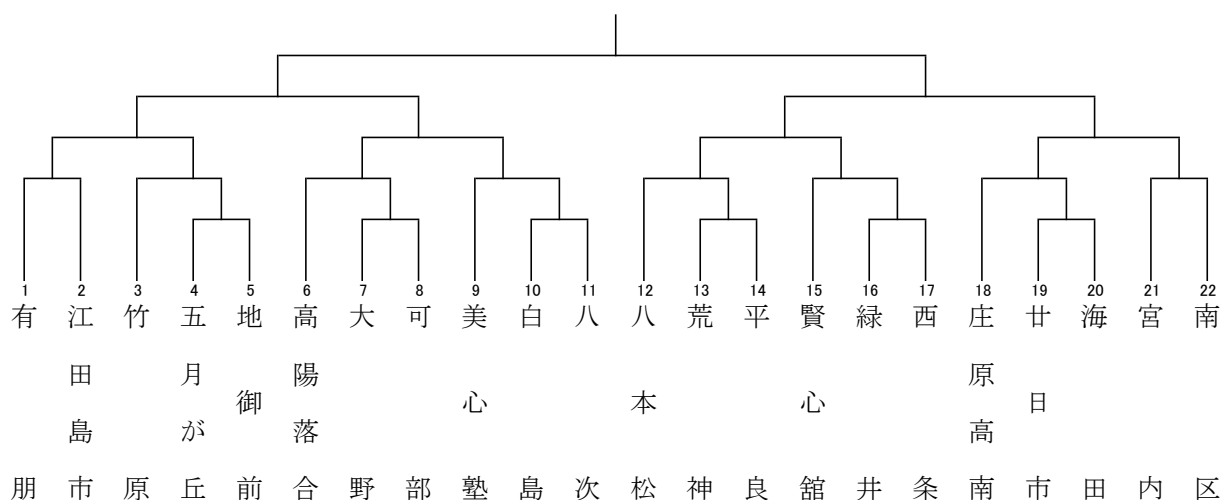 1 有朋
2 江田島市
3 竹原
4 五月が丘
5 地御前
6 高陽落合
7 大野
8 可部
9 美心塾
10 白島
11 八次
12 八本松
13 荒神
14 平良
15 賢心舘
16 緑井
17 西条
18 庄原高南
19 廿日市
20 海田
21 宮内
22 南区